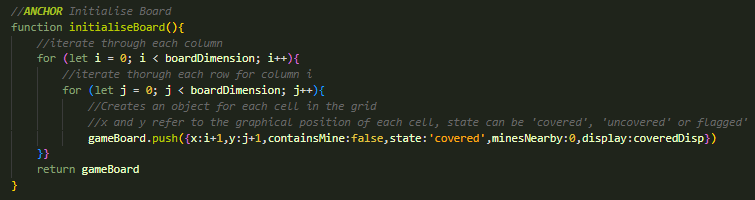 //ANCHOR Initialise Board
function initialiseBoard(){
//iterate through each column
for (let i = 0; i < boardDimension; i++){
//iterate thorugh each row for column i
for (let j = 0; j < boardDimension; j++){
//Creates an object for each cell in the grid
//x and y refer to the graphical position of each cell, state can be 'covered', 'uncovered' or flagged'
gameBoard.push({x:i+1,y:j+1,containsMine:false,state:'covered',minesNearby:0,display:coveredDisp})
}}
return gameBoard
}